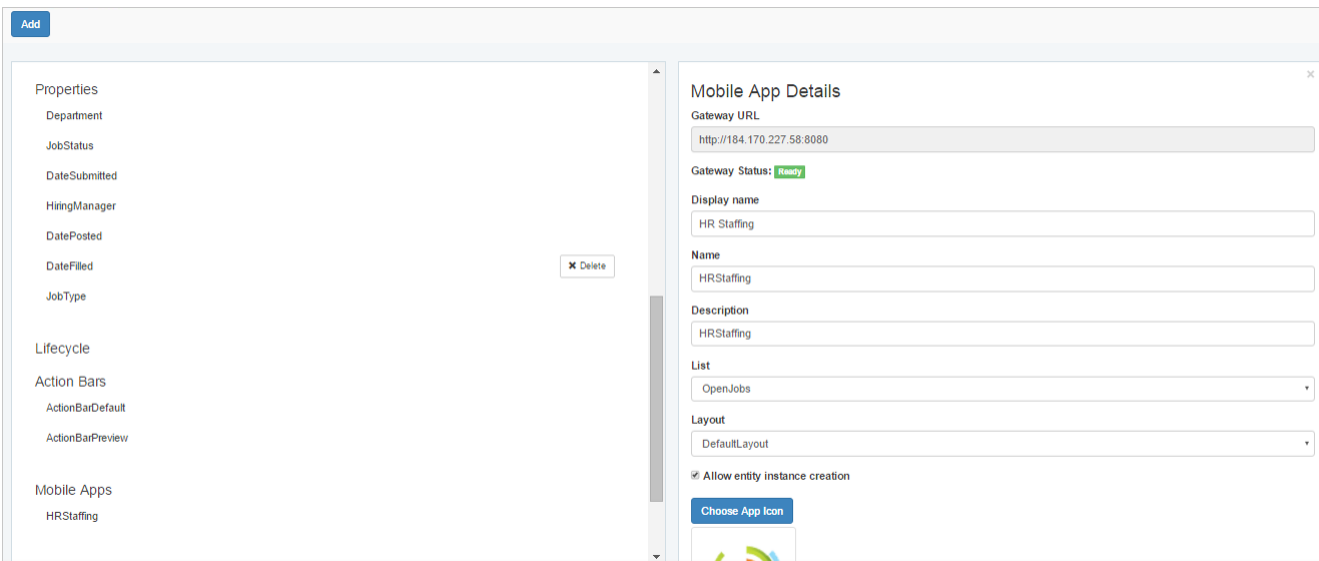 Add
Properties
Department
JobStatus
DateSubmitted
HiringManager
DatePosted
DateFilled
Delete
JobType
Lifecycle
Action Bars
ActionBarDefault
ActionBarPreview
Mobile Apps
HRStaffing
Mobile App Details
Gateway URL
http://184.170.227.58:8080
Gateway Status: Ready
Display name
HR Staffing
Name
HRStaffing
Description
HRStaffing
List
OpenJobs
Layout
DefaultLayout
Allow entity instance creation
Choose App Icon